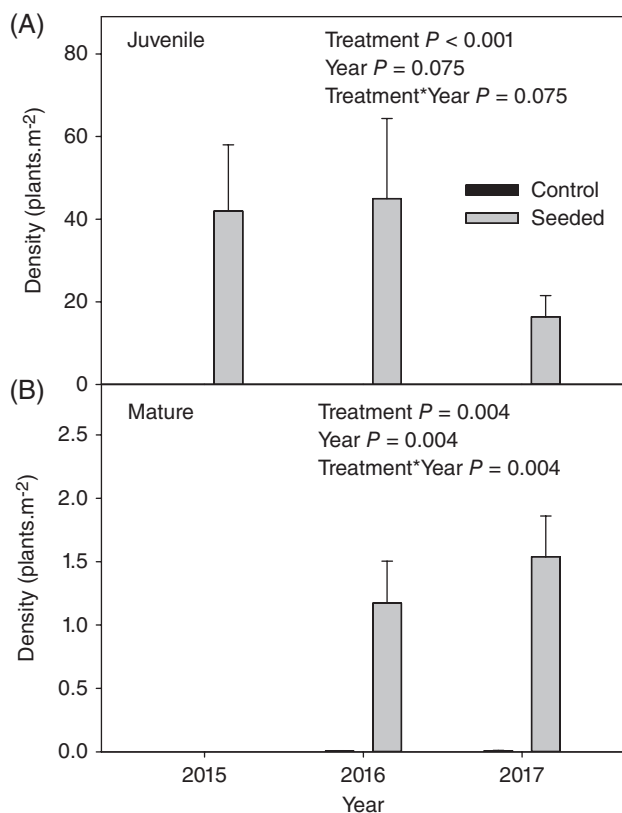 (A)
Juvenile
Treatment P < 0.001
Year P = 0.075
Treatment*Year P = 0.075
80
60
40
20
0
Density (plants.m-2)
Control
Seeded
(B)
Mature
Treatment P = 0.004
Year P = 0.004
Treatment*Year P = 0.004
2.5
2.0
1.5
1.0
0.5
0.0
Density (plants.m-2)
2015 2016 2017
Year